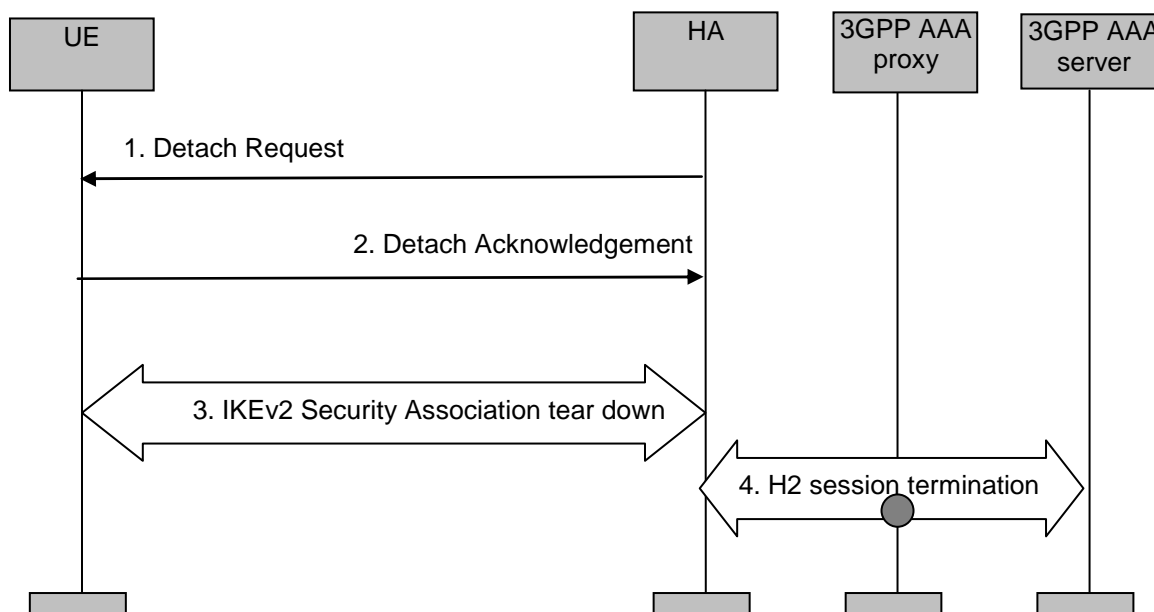 UE
HA
3GPP AAA
proxy
3GPP AAA
server
1. Detach Request
2. Detach Acknowledgement
3. IKEv2 Security Association tear down
4. H2 session termination